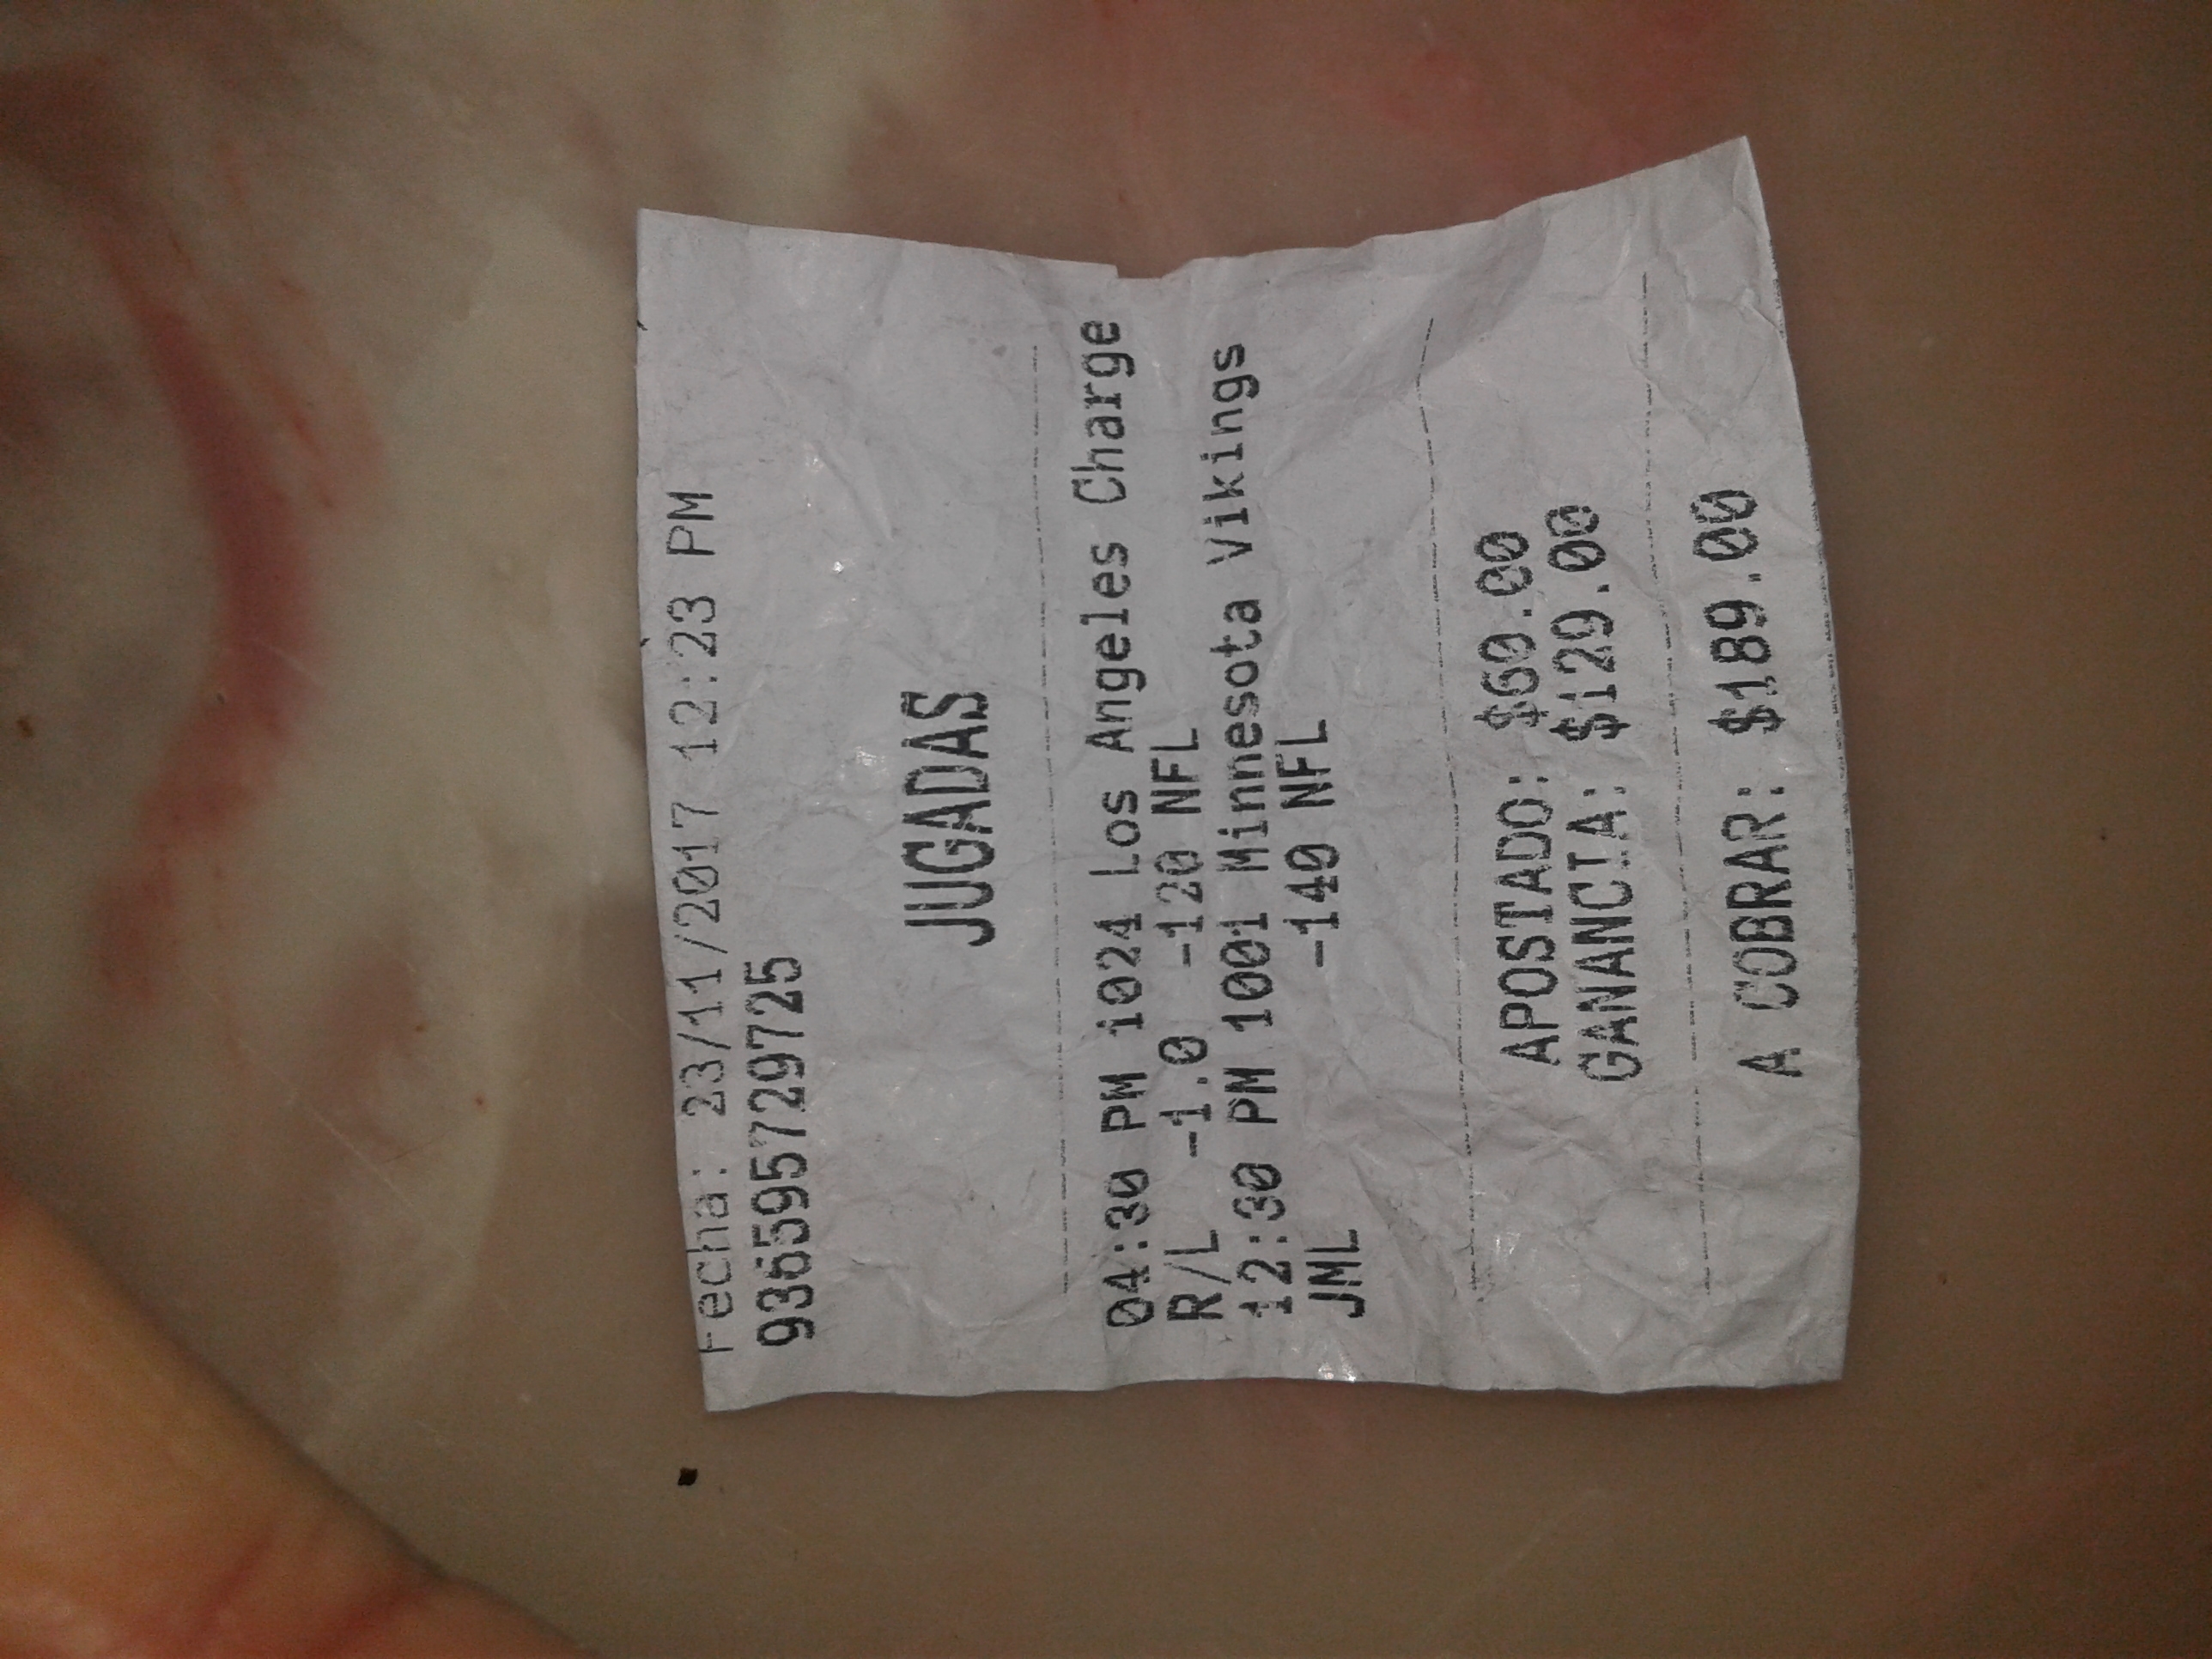 Fecha: 23/11/2017 12:23 PM
936595729725
JUGADAS
04:30 PM 1024 Los Angeles Charge
R/L -1.0 -120 NFL
12:30 PM 1001 Minnesota Vikings
JML -140 NFL
APOSTADO: $60.00
GANANCIA: $129.00
A COBRAR: $189.00